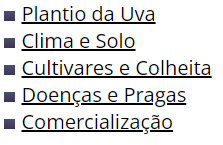 Plantio da Uva
Clima e Solo
Cultivares e Colheita
Doenças e Pragas
Comercialização